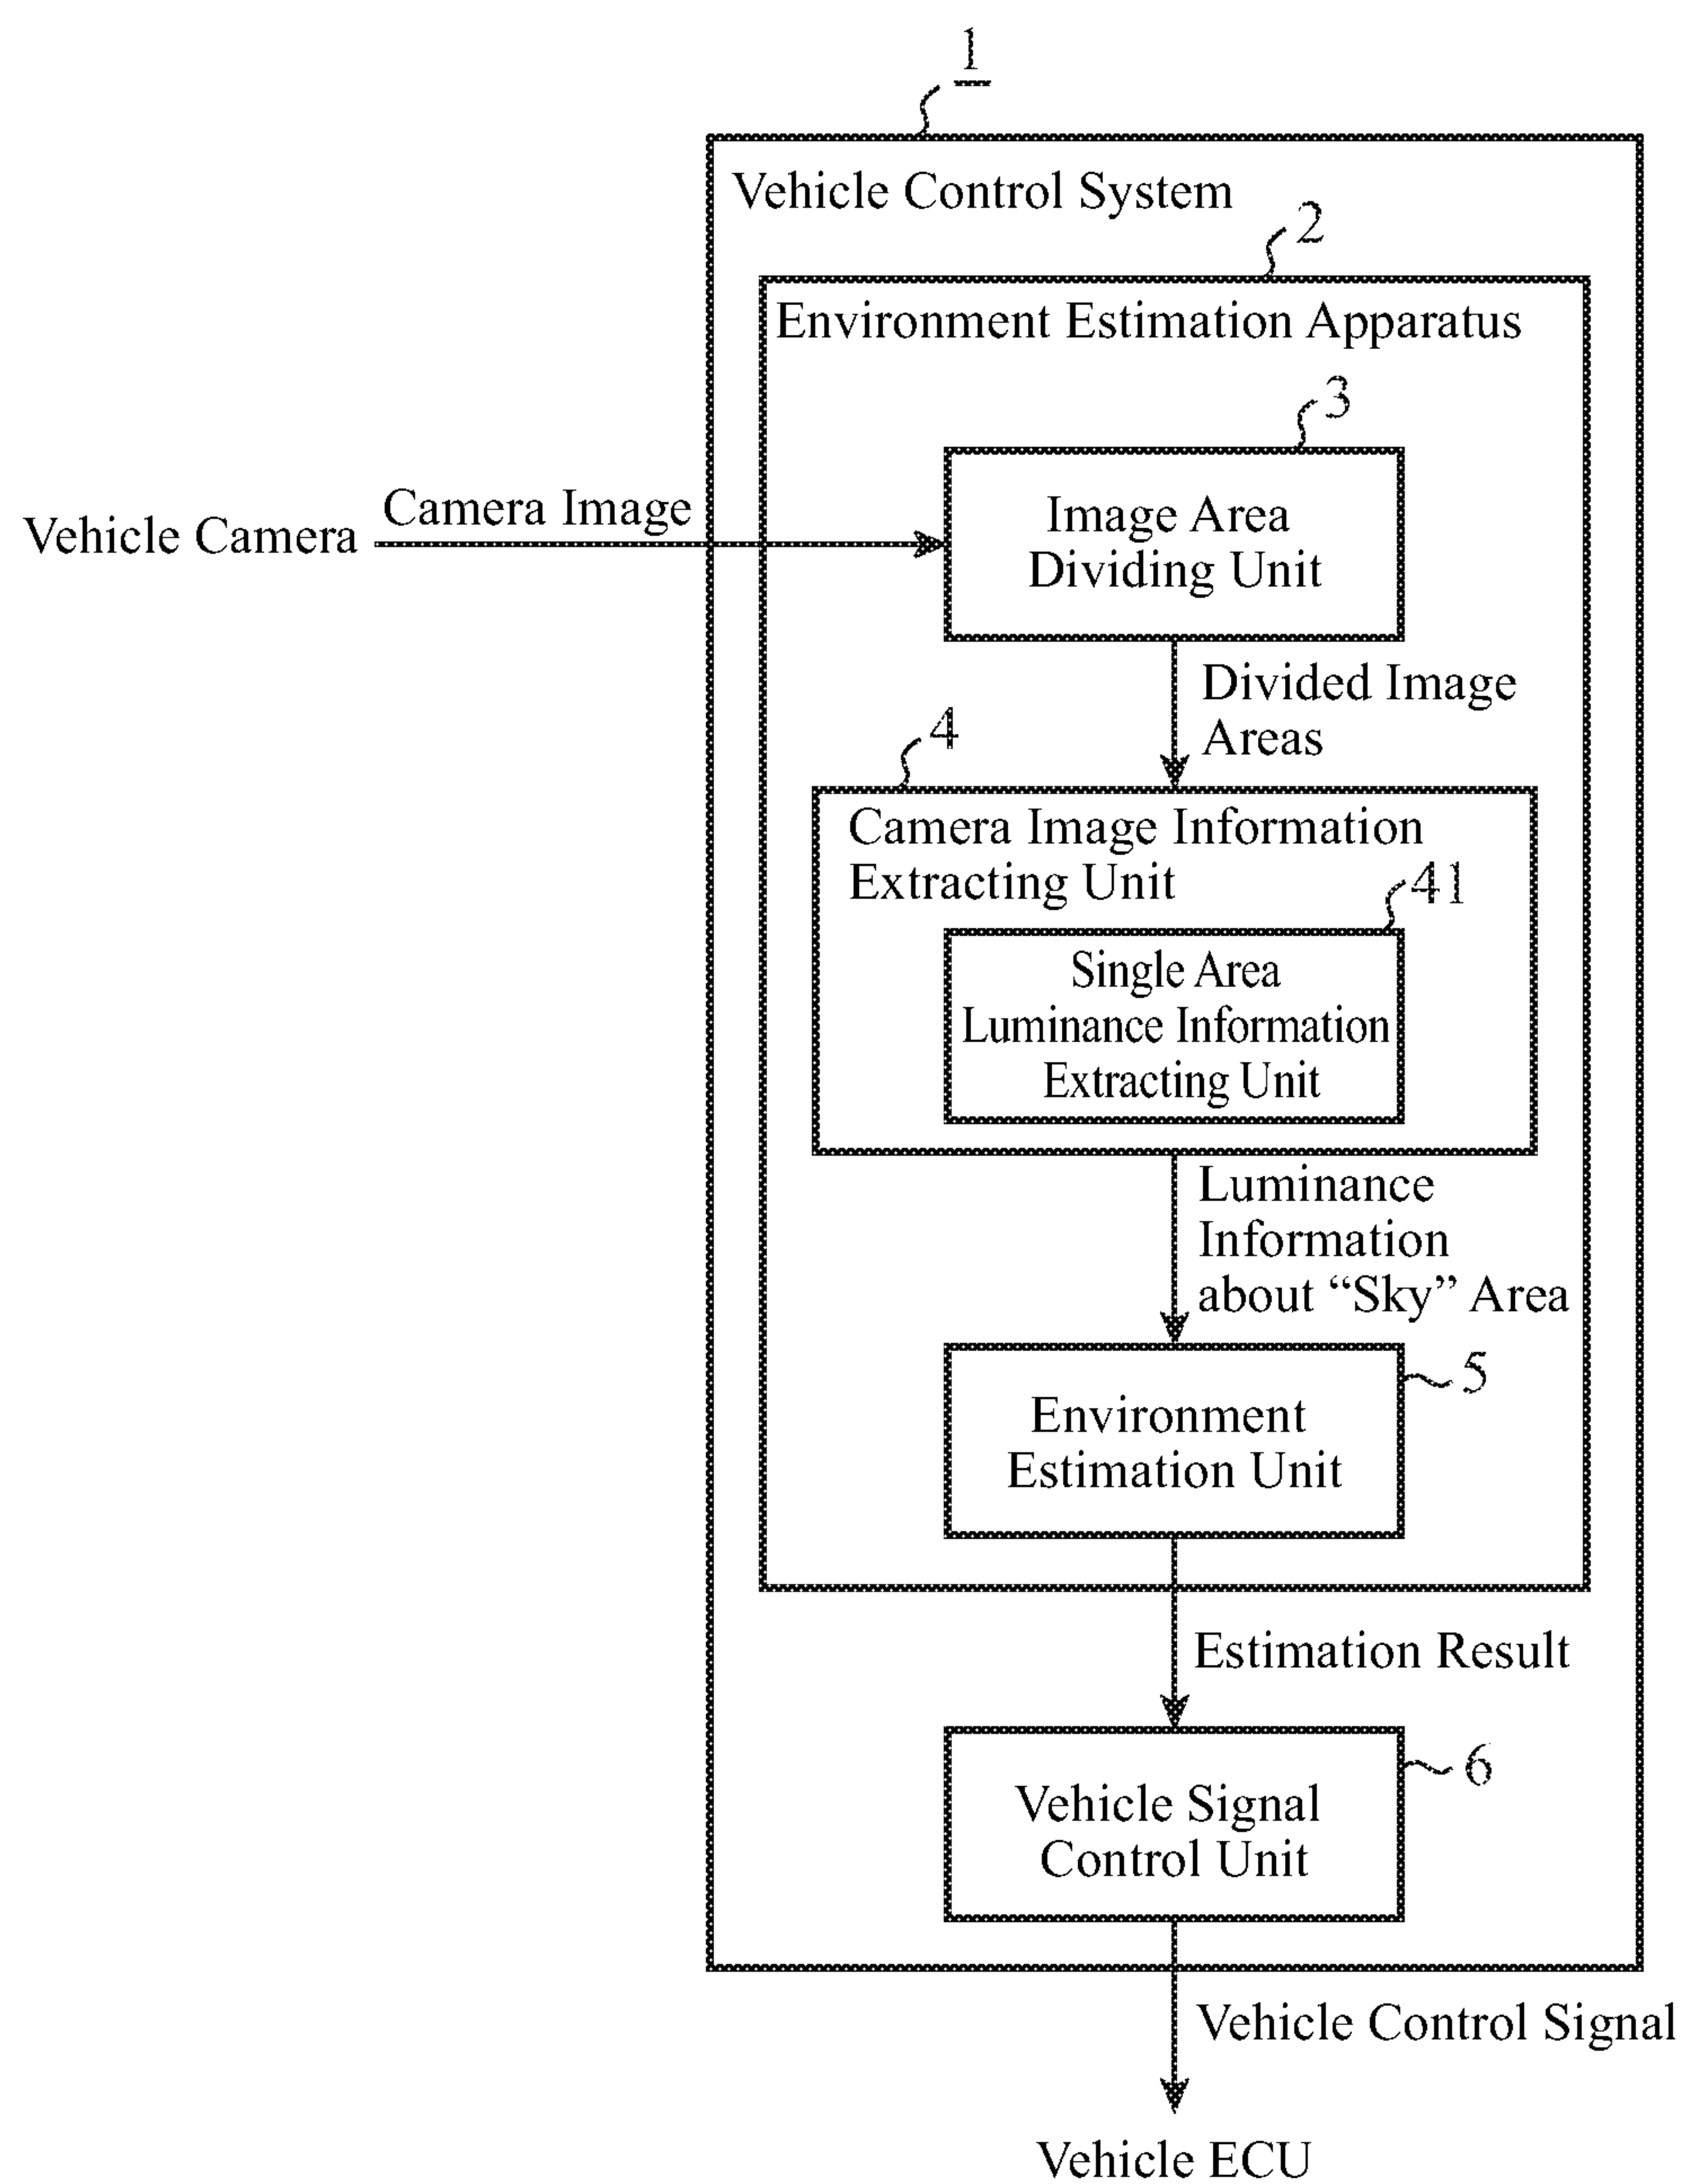 1
Vehicle Control System
2
Environment Estimation Apparatus
3
Vehicle Camera
Camera Image
Image Area
Dividing Unit
Divided Image
Areas
4
Camera Image Information
Extracting Unit
41
Single Area
Luminance Information
Extracting Unit
Luminance
Information
about “Sky” Area
5
Environment
Estimation Unit
Estimation Result
6
Vehicle Signal
Control Unit
Vehicle Control Signal
Vehicle ECU